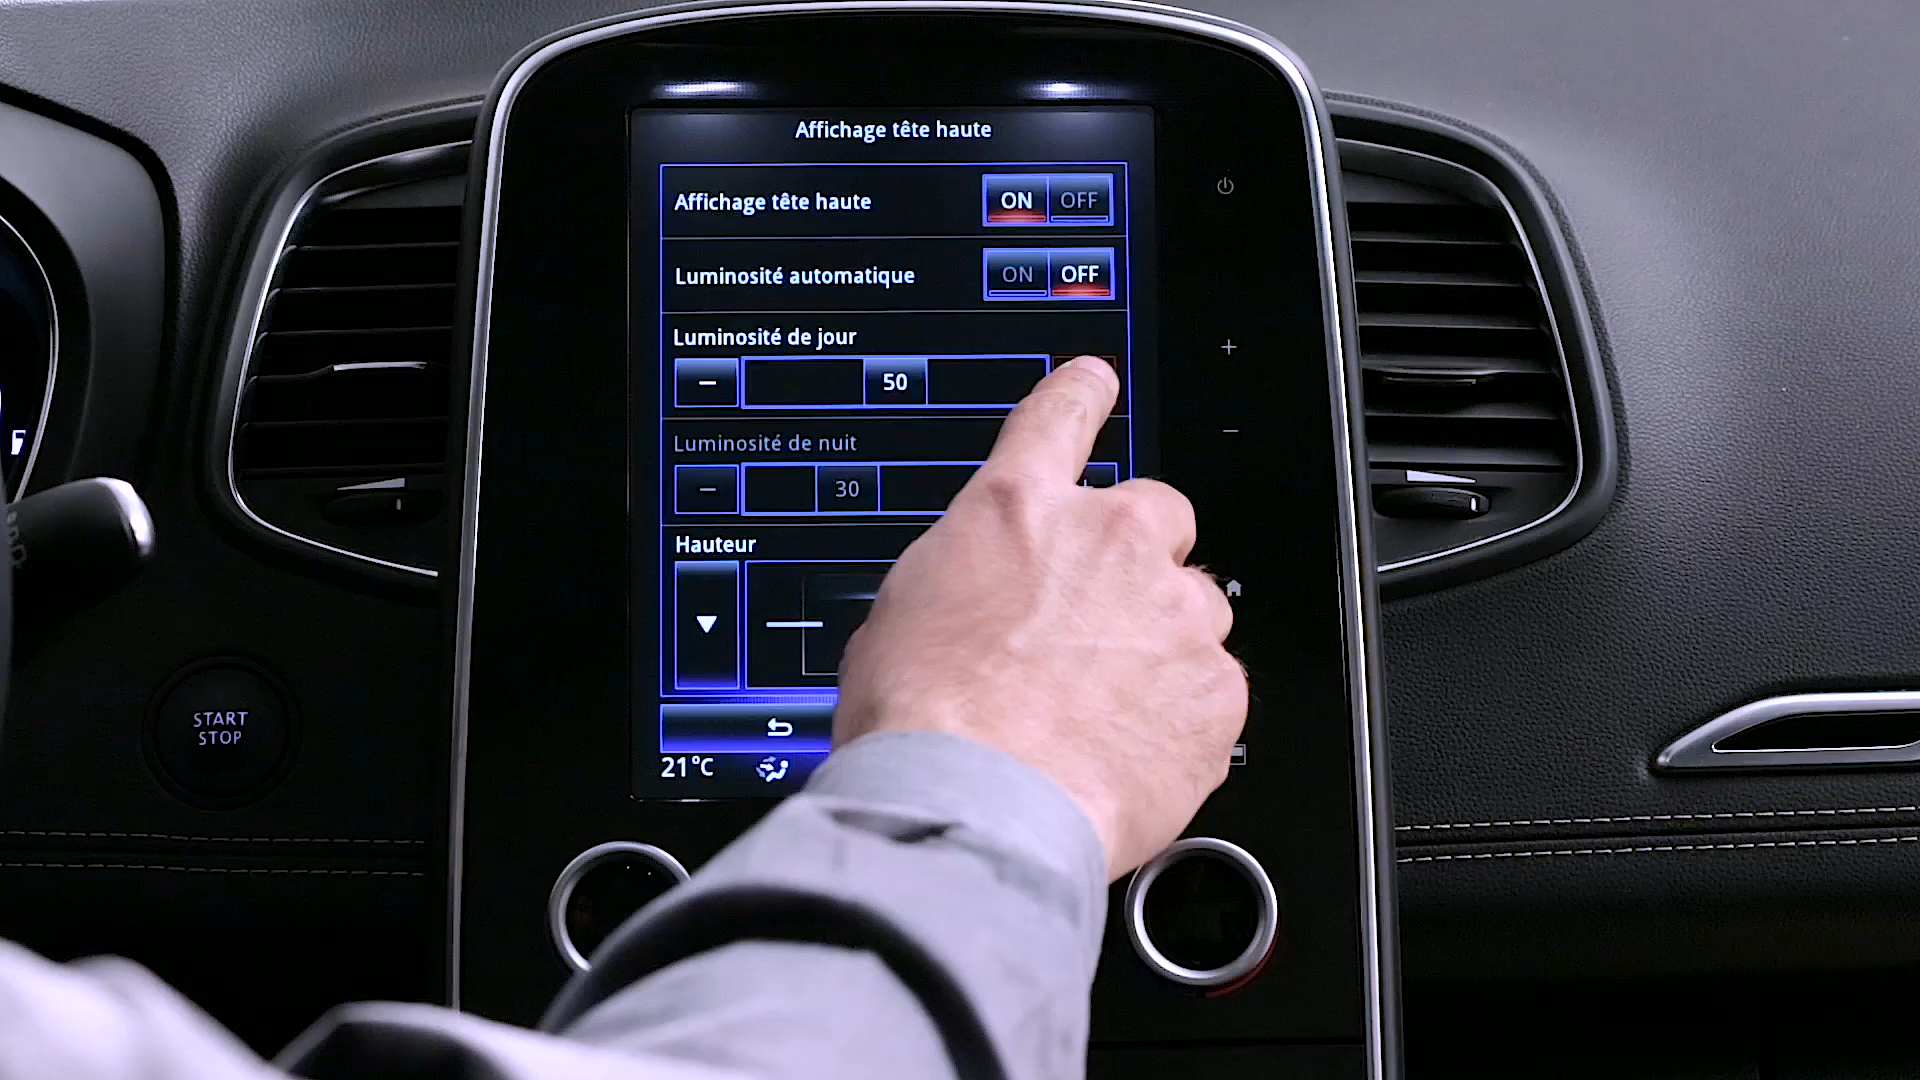 Affichage tête haute
Affichage tête haute ON OFF
Luminosité automatique ON OFF
Luminosité de jour
− 50
Luminosité de nuit
− 30 +
Hauteur
21°C
START
STOP
+
−